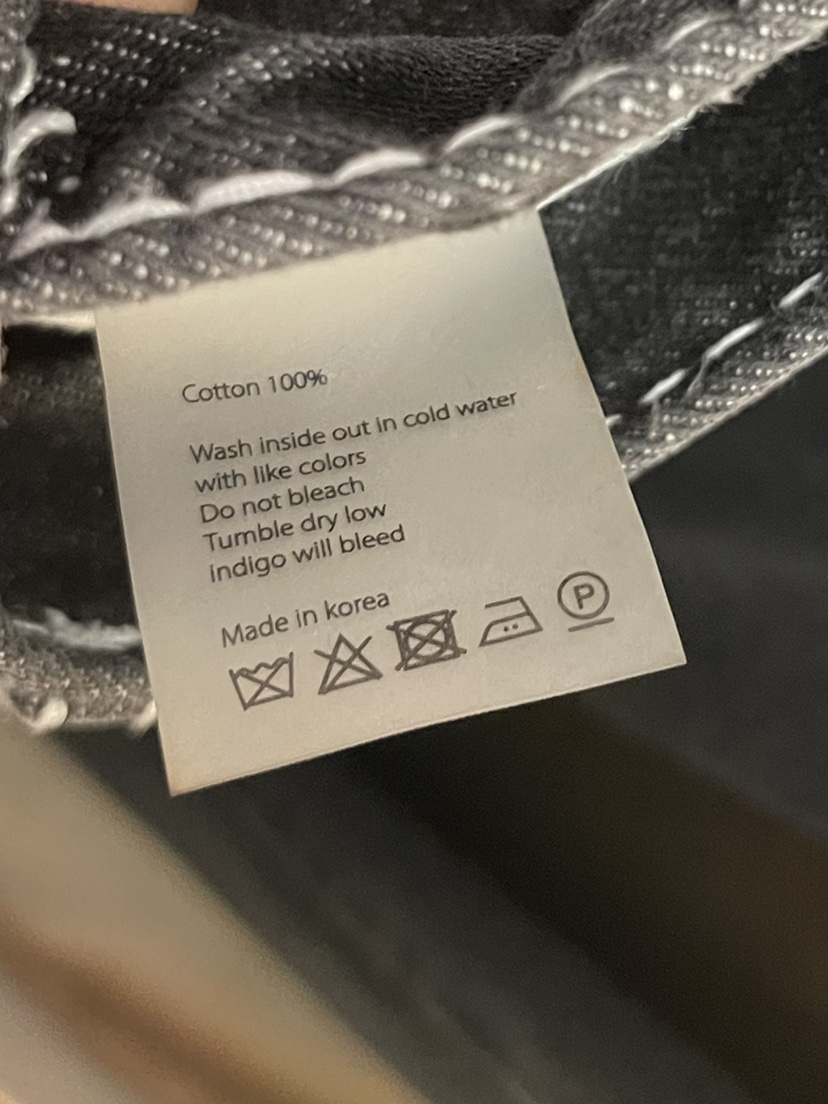 Cotton 100%
Wash inside out in cold water
with like colors
Do not bleach
Tumble dry low
indigo will bleed
Made in korea
P